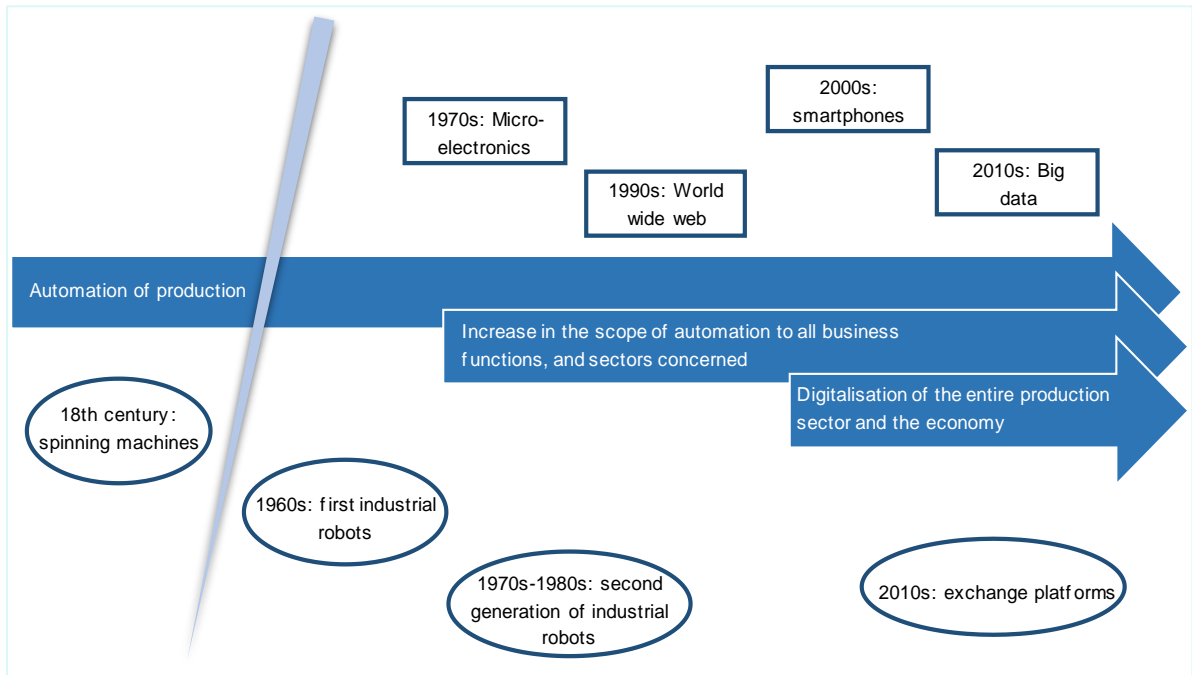 2000s:
smartphones
1970s: Micro-
electronics
2010s: Big
data
1990s: World
wide web
Automation of production
Increase in the scope of automation to all business
functions, and sectors concerned
Digitalisation of the entire production
sector and the economy
18th century:
spinning machines
1960s: first industrial
robots
1970s-1980s: second
generation of industrial
robots
2010s: exchange platforms